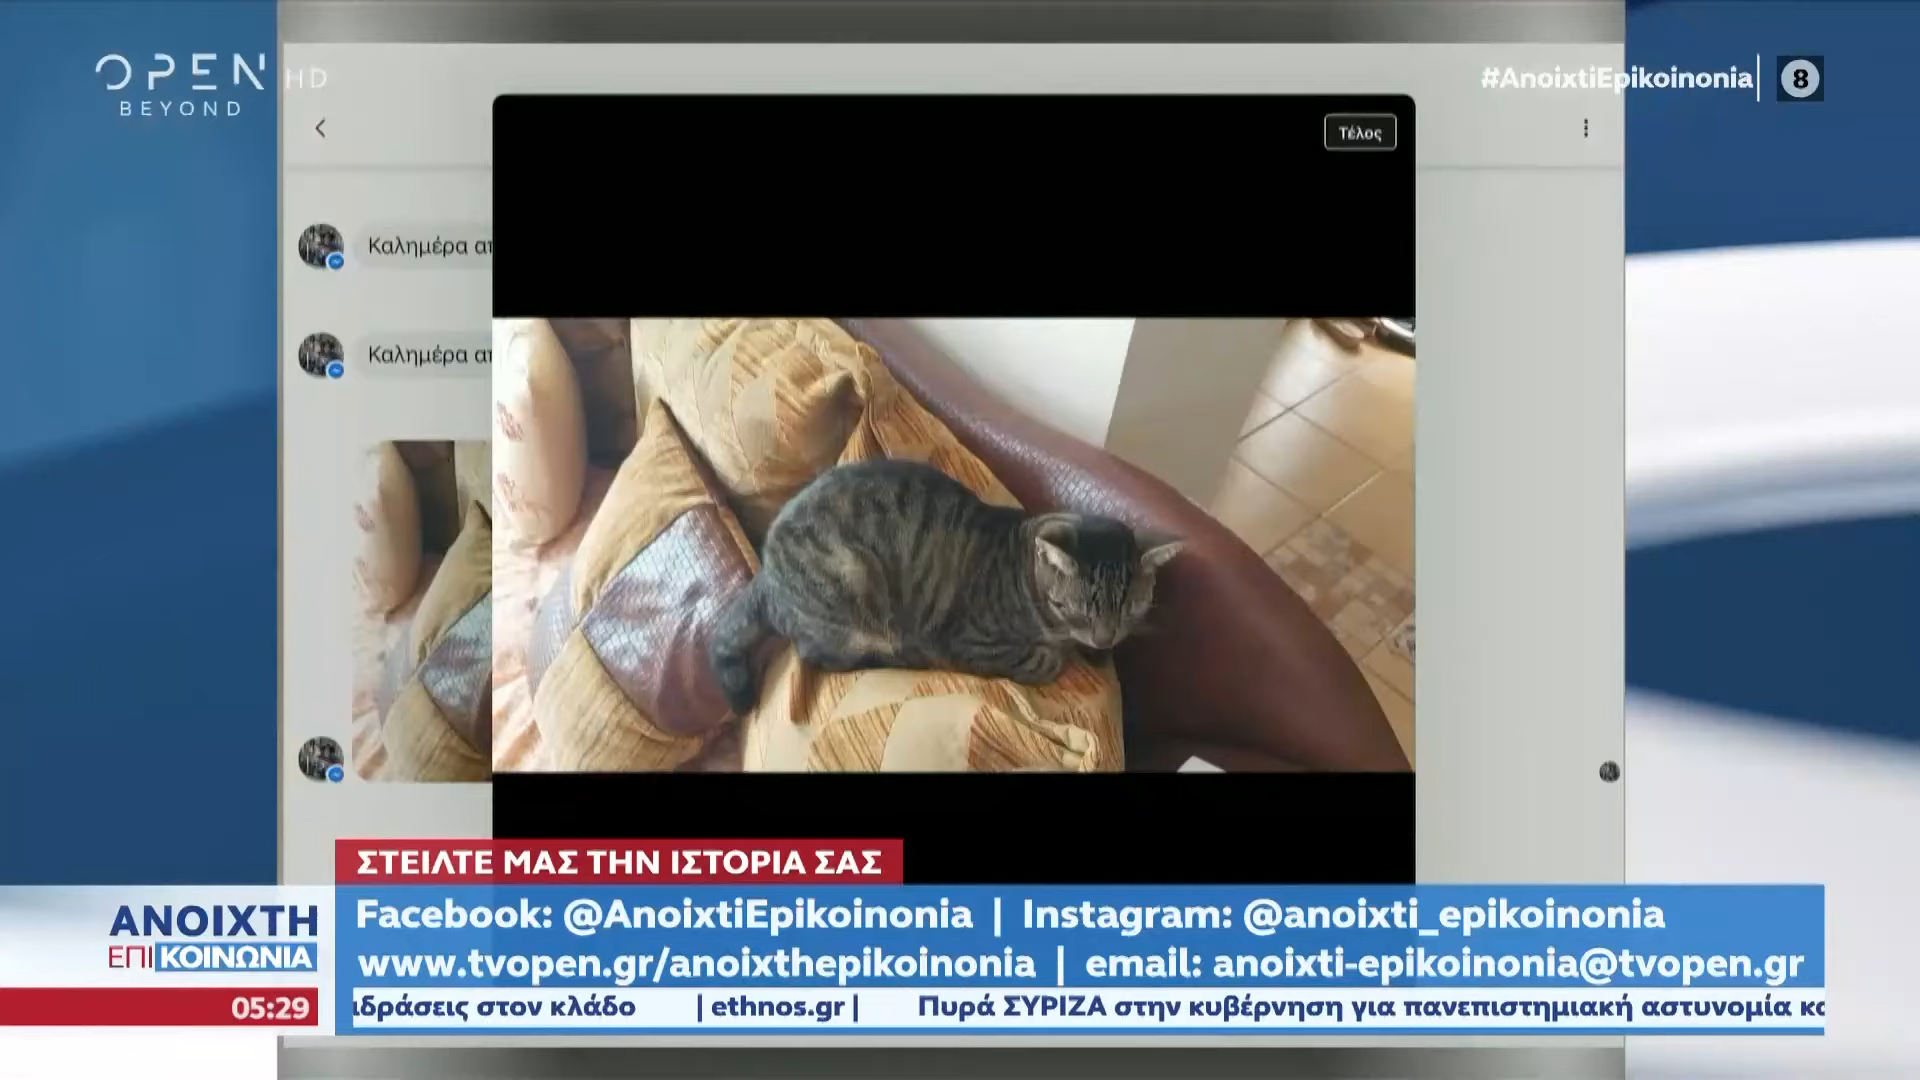 OPEN HD
BEYOND
#AnoixtiEpikoinonia
8
Τέλος
Καλημέρα
Καλημέρα
ΣΤΕΙΛΤΕ ΜΑΣ ΤΗΝ ΙΣΤΟΡΙΑ ΣΑΣ
Facebook: @AnoixtiEpikoinonia | Instagram: @anoixti_epikoinonia
www.tvopen.gr/anoixthepikoinonia | email: anoixti-epikoinonia@tvopen.gr
ΑΝΟΙΧΤΗ
ΕΠΙΚΟΙΝΩΝΙΑ
05:29
ιδράσεις στον κλάδο | ethnos.gr | Πυρά ΣΥΡΙΖΑ στην κυβέρνηση για πανεπιστημιακή αστυνομία